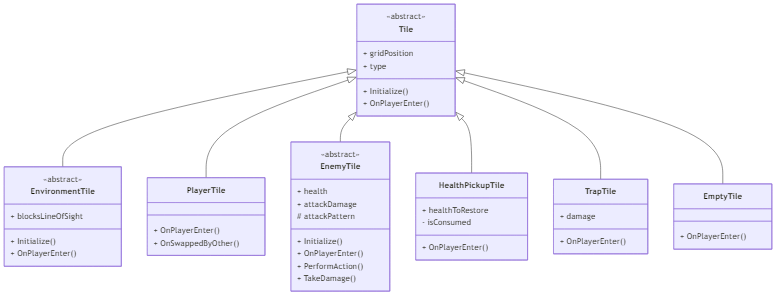 «abstract»
Tile
+ gridPosition
+ type
+ Initialize()
+ OnPlayerEnter()
«abstract»
EnvironmentTile
+ blocksLineOfSight
+ Initialize()
+ OnPlayerEnter()
PlayerTile
+ OnPlayerEnter()
+ OnSwappedByOther()
«abstract»
EnemyTile
+ health
+ attackDamage
# attackPattern
+ Initialize()
+ OnPlayerEnter()
+ PerformAction()
+ TakeDamage()
HealthPickupTile
+ healthToRestore
- isConsumed
+ OnPlayerEnter()
TrapTile
+ damage
+ OnPlayerEnter()
EmptyTile
+ OnPlayerEnter()